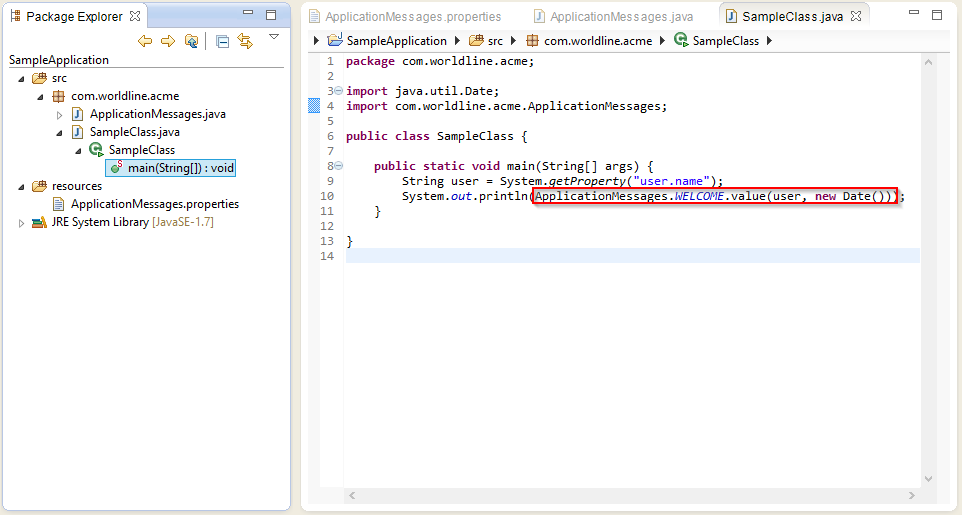 Package Explorer
SampleApplication
src
com.worldline.acme
ApplicationMessages.java
SampleClass.java
SampleClass
main(String[]) : void
resources
ApplicationMessages.properties
JRE System Library [JavaSE-1.7]
ApplicationMessages.properties ApplicationMessages.java SampleClass.java
SampleApplication src com.worldline.acme SampleClass
1 package com.worldline.acme;
2
3 import java.util.Date;
4 import com.worldline.acme.ApplicationMessages;
5
6 public class SampleClass {
7
8 public static void main(String[] args) {
9 String user = System.getProperty("user.name");
10 System.out.println(ApplicationMessages.WELCOME.value(user, new Date()));
11 }
12
13 }
14